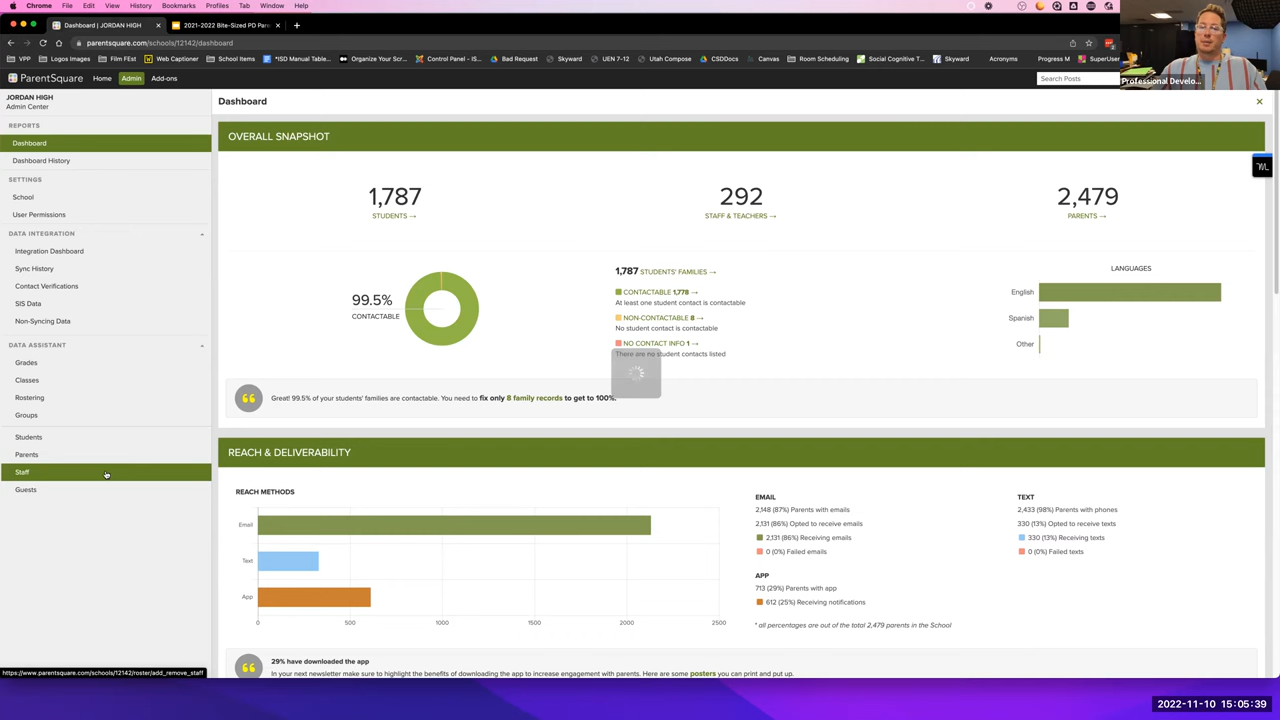 Chrome File Edit View History Bookmarks Profiles Tab Window Help
Dashboard | JORDAN HIGH
2021-2022 Bite-Sized PD Pare
parentsquare.com/schools/12142/dashboard
VPP Logos Images Film FEst Web Captioner School Items *ISD Manual Table... Organize Your Scr... Control Panel - IS... Bad Request Skyward UEN 7-12 Utah Compose CSDDocs Canvas Room Scheduling Social Cognitive T... Skyward Acronyms Progress M SuperUser
ParentSquare Home Admin Add-ons
Search Posts
Professional Develo...
JORDAN HIGH
Admin Center
REPORTS
Dashboard
Dashboard History
SETTINGS
School
User Permissions
DATA INTEGRATION
Integration Dashboard
Sync History
Contact Verifications
SIS Data
Non-Syncing Data
DATA ASSISTANT
Grades
Classes
Rostering
Groups
Students
Parents
Staff
Guests
https://www.parentsquare.com/schools/12142/roster/add_remove_staff
Dashboard
OVERALL SNAPSHOT
1,787
STUDENTS →
292
STAFF & TEACHERS →
2,479
PARENTS →
99.5%
CONTACTABLE
1,787 STUDENTS' FAMILIES →
CONTACTABLE 1,778 →
At least one student contact is contactable
NON-CONTACTABLE 8 →
No student contact is contactable
NO CONTACT INFO 1 →
There are no student contacts listed
LANGUAGES
English
Spanish
Other
Great! 99.5% of your students' families are contactable. You need to fix only 8 family records to get to 100%.
REACH & DELIVERABILITY
REACH METHODS
Email
Text
App
0 500 1000 1500 2000 2500
EMAIL
2,148 (87%) Parents with emails
2,131 (86%) Opted to receive emails
2,131 (86%) Receiving emails
0 (0%) Failed emails
TEXT
2,433 (98%) Parents with phones
330 (13%) Opted to receive texts
330 (13%) Receiving texts
0 (0%) Failed texts
APP
713 (29%) Parents with app
612 (25%) Receiving notifications
* all percentages are out of the total 2,479 parents in the School
29% have downloaded the app
In your next newsletter make sure to highlight the benefits of downloading the app to increase engagement with parents. Here are some posters you can print and put up.
2022-11-10 15:05:39